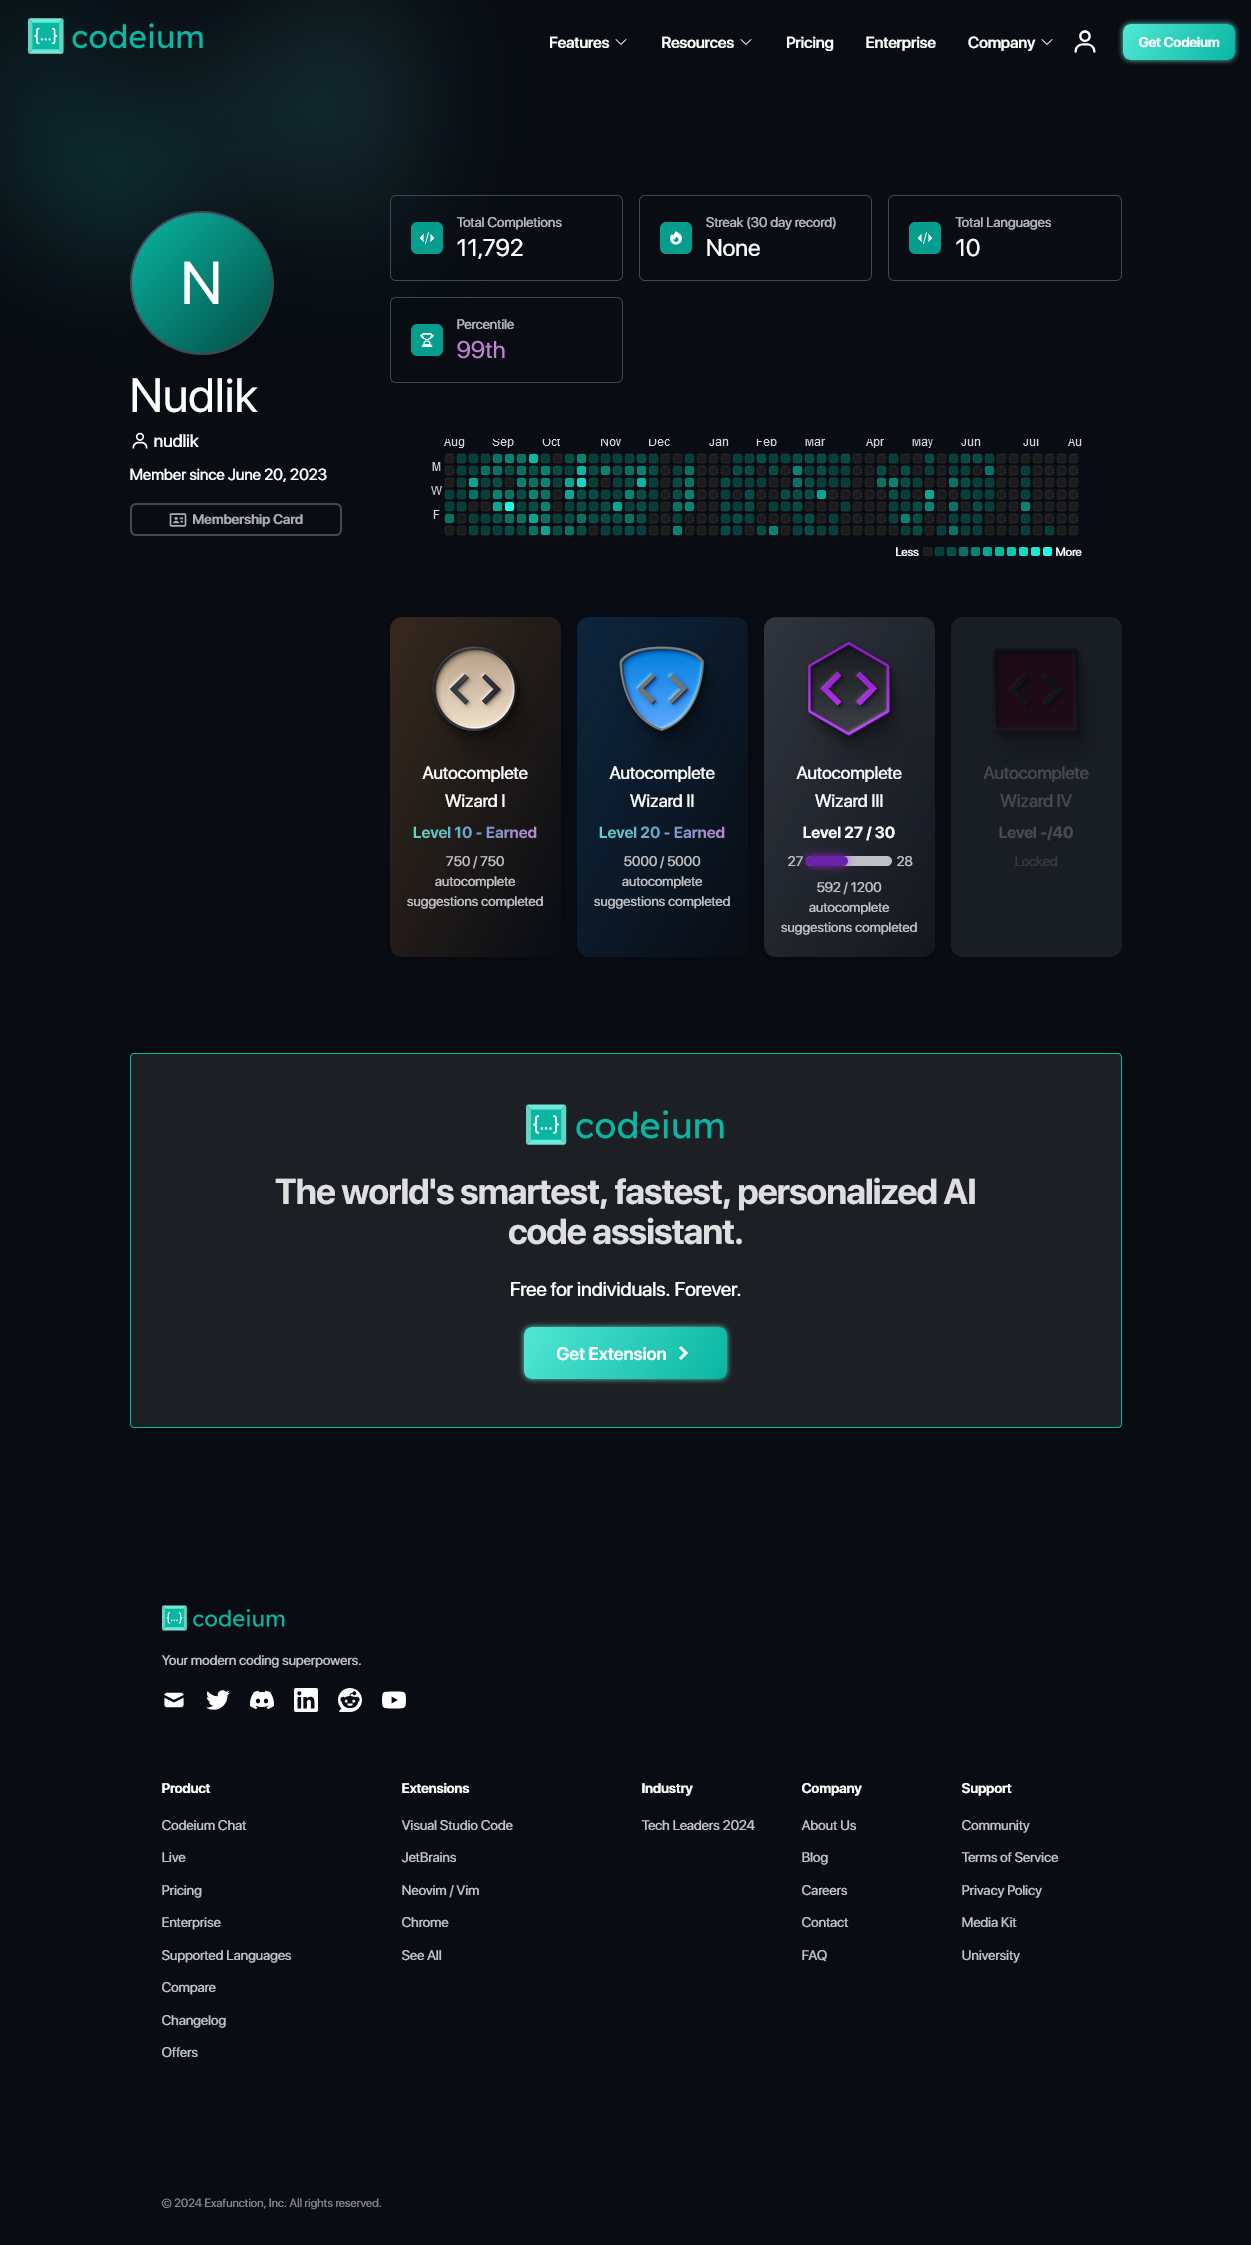 {...} codeium
Features
Resources
Pricing
Enterprise
Company
Get Codeium
N
Nudlik
nudlik
Member since June 20, 2023
Membership Card
Total Completions
11,792
Streak (30 day record)
None
Total Languages
10
Percentile
99th
Aug Sep Oct Nov Dec Jan Feb Mar Apr May Jun Jul Au
M
W
F
Less More
Autocomplete
Wizard I
Level 10 - Earned
750 / 750
autocomplete
suggestions completed
Autocomplete
Wizard II
Level 20 - Earned
5000 / 5000
autocomplete
suggestions completed
Autocomplete
Wizard III
Level 27 / 30
27 28
592 / 1200
autocomplete
suggestions completed
Autocomplete
Wizard IV
Level -/40
Locked
{...} codeium
The world's smartest, fastest, personalized AI
code assistant.
Free for individuals. Forever.
Get Extension
{...} codeium
Your modern coding superpowers.
in
Product
Codeium Chat
Live
Pricing
Enterprise
Supported Languages
Compare
Changelog
Offers
Extensions
Visual Studio Code
JetBrains
Neovim / Vim
Chrome
See All
Industry
Tech Leaders 2024
Company
About Us
Blog
Careers
Contact
FAQ
Support
Community
Terms of Service
Privacy Policy
Media Kit
University
© 2024 Exafunction, Inc. All rights reserved.